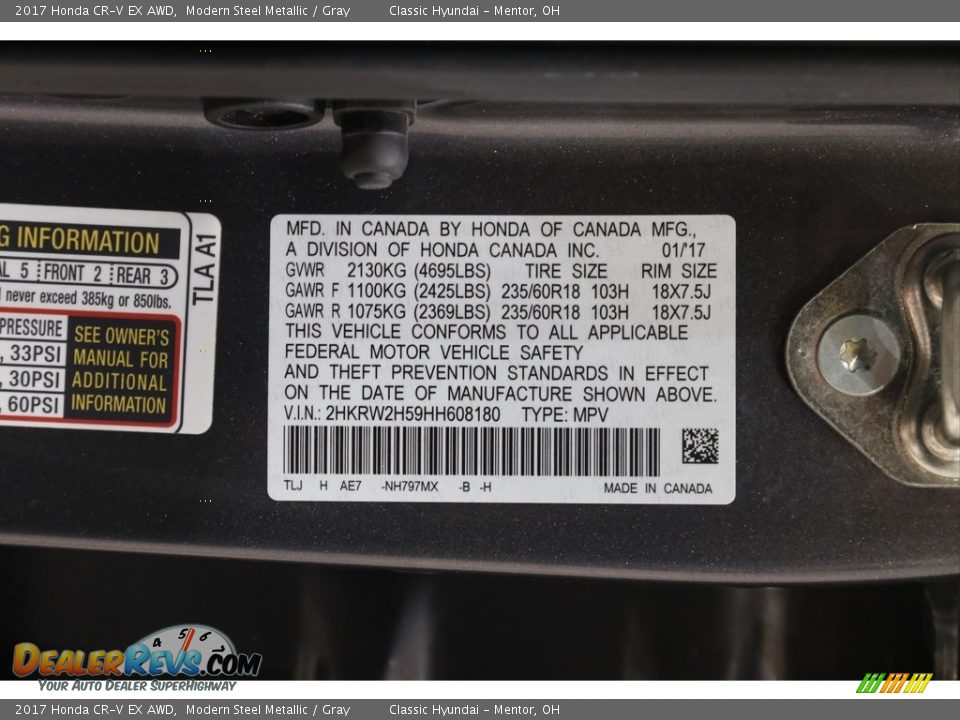 2017 Honda CR-V EX AWD, Modern Steel Metallic / Gray Classic Hyundai - Mentor, OH
G INFORMATION
AL 5 FRONT 2 REAR 3
never exceed 385kg or 850lbs.
PRESSURE
, 33PSI
, 30PSI
, 60PSI
SEE OWNER'S
MANUAL FOR
ADDITIONAL
INFORMATION
TLA A1
MFD. IN CANADA BY HONDA OF CANADA MFG.,
A DIVISION OF HONDA CANADA INC. 01/17
GVWR 2130KG (4695LBS) TIRE SIZE RIM SIZE
GAWR F 1100KG (2425LBS) 235/60R18 103H 18X7.5J
GAWR R 1075KG (2369LBS) 235/60R18 103H 18X7.5J
THIS VEHICLE CONFORMS TO ALL APPLICABLE
FEDERAL MOTOR VEHICLE SAFETY
AND THEFT PREVENTION STANDARDS IN EFFECT
ON THE DATE OF MANUFACTURE SHOWN ABOVE.
V.I.N.: 2HKRW2H59HH608180 TYPE: MPV
TLJ H AE7 -NH797MX -B -H MADE IN CANADA
4 5 6
DEALERREVS.COM
YOUR AUTO DEALER SUPERHIGHWAY
2017 Honda CR-V EX AWD, Modern Steel Metallic / Gray Classic Hyundai - Mentor, OH